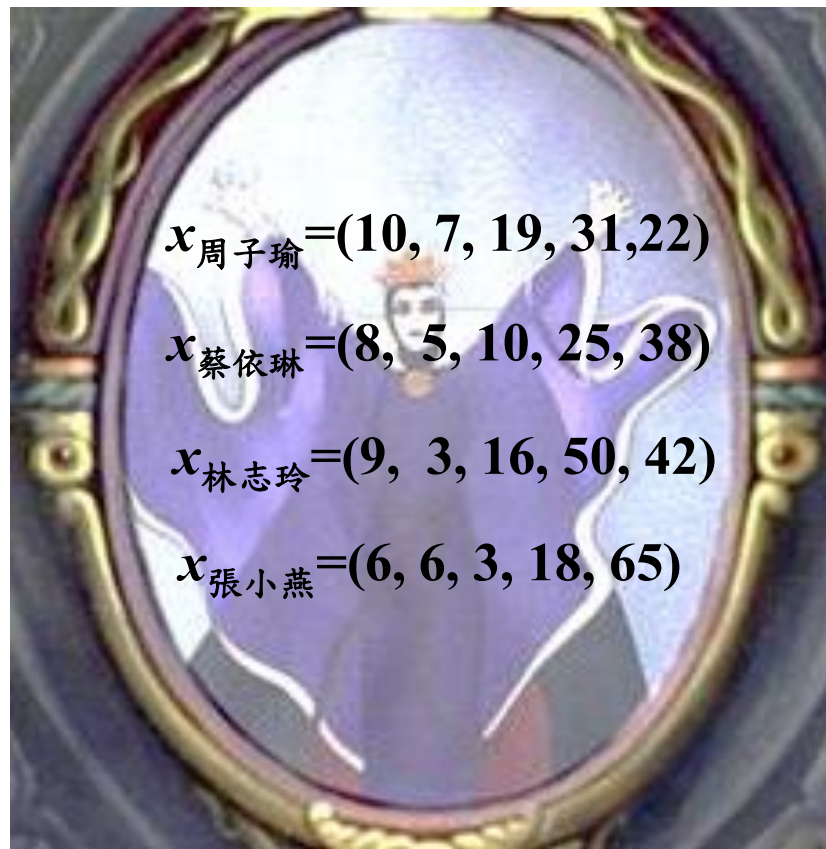 x周子瑜=(10, 7, 19, 31,22)
x蔡依琳=(8, 5, 10, 25, 38)
x林志玲=(9, 3, 16, 50, 42)
x張小燕=(6, 6, 3, 18, 65)